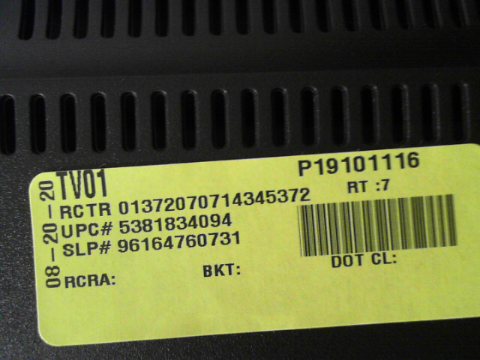 08-20-20
TV01
P19101116
RCTR 01372070714345372
RT :7
UPC# 5381834094
SLP# 96164760731
DOT CL:
RCRA:
BKT: